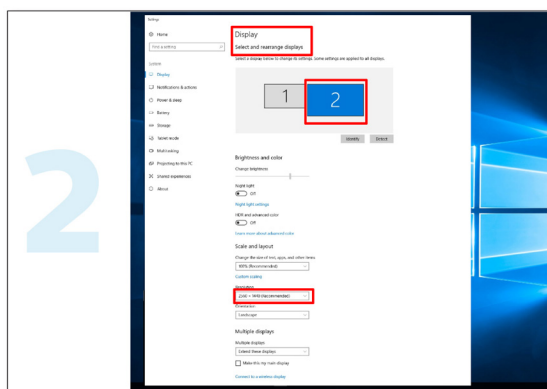 2
Settings
Home
Find a setting
System
Display
Notifications & actions
Power & sleep
Battery
Storage
Tablet mode
Multitasking
Projecting to this PC
Shared experiences
About
Display
Select and rearrange displays
Select a display below to change its settings. Some settings are applied to all displays.
1
2
Identify
Detect
Brightness and color
Change brightness
Night light
Off
Night light settings
HDR and advanced color
Off
Learn more about advanced color
Scale and layout
Change the size of text, apps, and other items
100% (Recommended)
Custom scaling
Resolution
(Recommended)
Orientation
Landscape
Multiple displays
Multiple displays
Extend these displays
Make this my main display
Connect to a wireless display